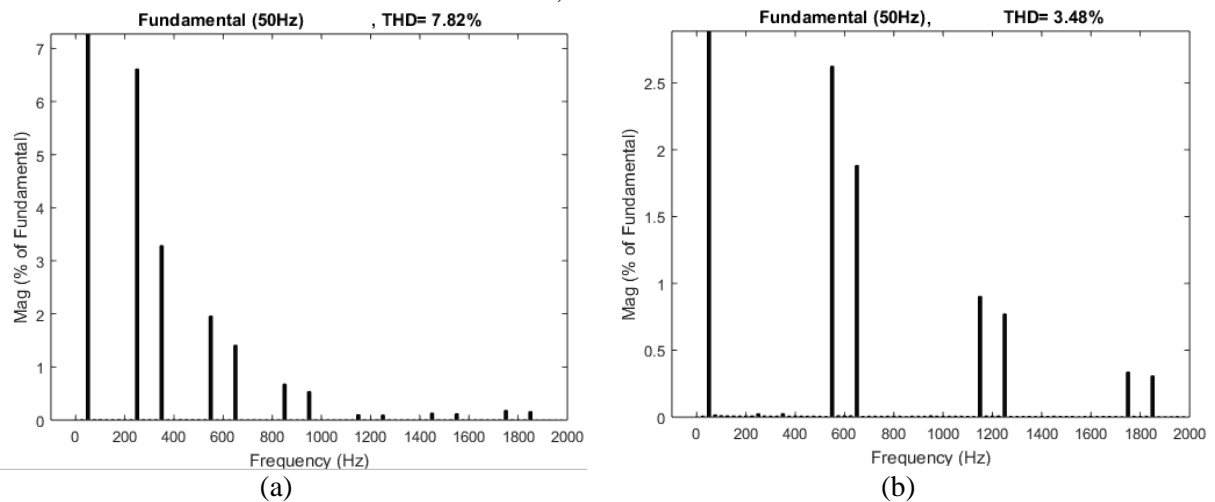 Fundamental (50Hz) , THD= 7.82%
7
6
5
4
3
2
1
0
Mag (% of Fundamental)
0 200 400 600 800 1000 1200 1400 1600 1800 2000
Frequency (Hz)
(a)
Fundamental (50Hz), THD= 3.48%
2.5
2
1.5
1
0.5
0
Mag (% of Fundamental)
0 200 400 600 800 1000 1200 1400 1600 1800 2000
Frequency (Hz)
(b)